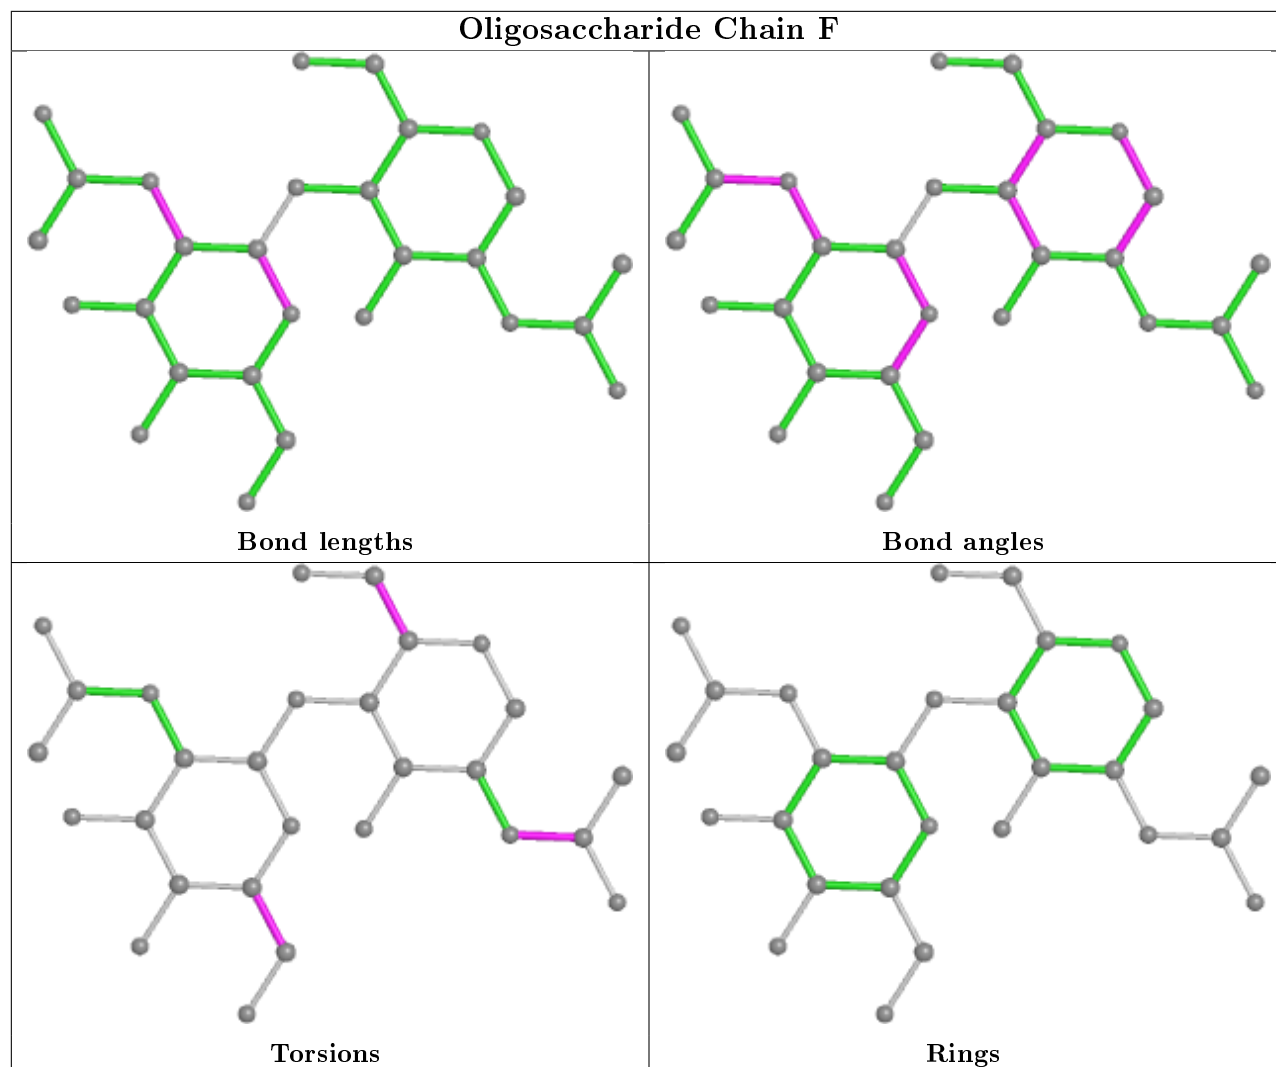 Oligosaccharide Chain F
Bond lengths
Bond angles
Torsions
Rings